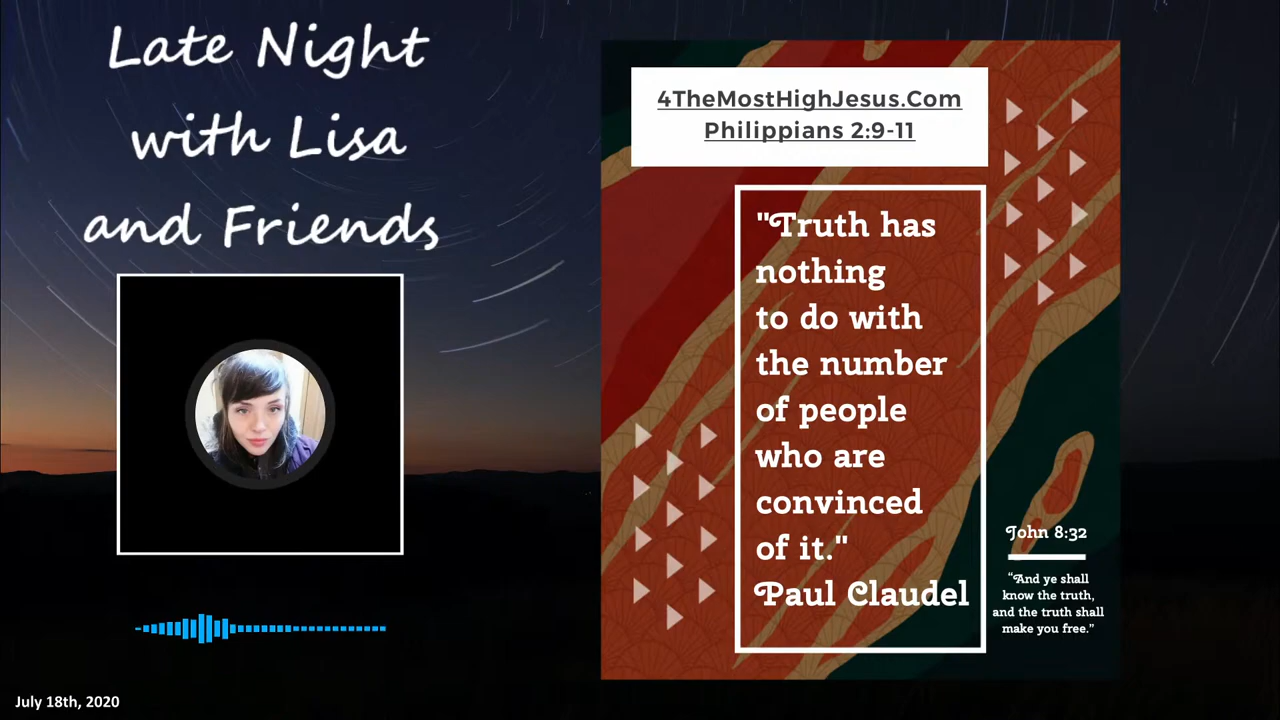 Late Night
with Lisa
and Friends
4TheMostHighJesus.Com
Philippians 2:9-11
"Truth has
nothing
to do with
the number
of people
who are
convinced
of it."
Paul Claudel
John 8:32
“And ye shall
know the truth,
and the truth shall
make you free.”
July 18th, 2020